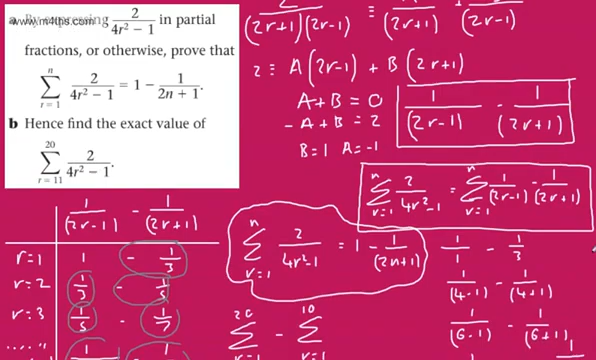 a By expressing 2/(4r² − 1) in partial
www.m4ths.com
fractions, or otherwise, prove that
n ∑ r = 1 2/(4r² − 1) = 1 − 1/(2n + 1).
b Hence find the exact value of
20 ∑ r = 11 2/(4r² − 1).
2/((2r+1)(2r-1)) ≡ /(2r+1) + /(2r-1)
2 ≡ A(2r-1) + B(2r+1)
A+B=0
-A+B=2
B=1 A=-1
1/(2r-1) - 1/(2r+1)
n ∑ r=1 2/(4r²-1) = n ∑ r=1 1/(2r-1) - 1/(2r+1)
1/(2r-1) - 1/(2r+1)
r=1 1 - 1/3
r=2 1/3 - 1/5
r=3 1/5 - 1/7
n ∑ r=1 2/(4r²-1) = 1 - 1/(2n+1)
20 ∑ r=1 - 10 ∑ r=1
1/1 - 1/3
1/(4-1) - 1/(4+1)
1/(6-1) - 1/(6+1)